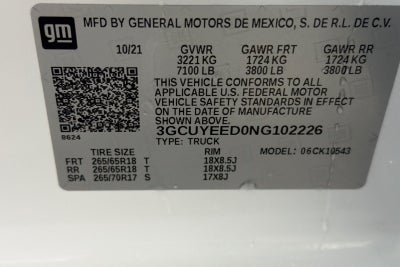 gm
MFD BY GENERAL MOTORS DE MEXICO, S. DE R.L. DE C.V.
10/21 GVWR GAWR FRT GAWR RR
3221 KG 1724 KG 1724 KG
7100 LB 3800 LB 3800 LB
THIS VEHICLE CONFORMS TO ALL
APPLICABLE U.S. FEDERAL MOTOR
VEHICLE SAFETY STANDARDS IN EFFECT
ON THE DATE OF MANUFACTURE
SHOWN ABOVE.
8624
3GCUYEED0NG102226
TYPE: TRUCK MODEL: 06CK10543
TIRE SIZE RIM
FRT 265/65R18 T 18X8.5J
RR 265/65R18 T 18X8.5J
SPA 265/70R17 S 17X8J